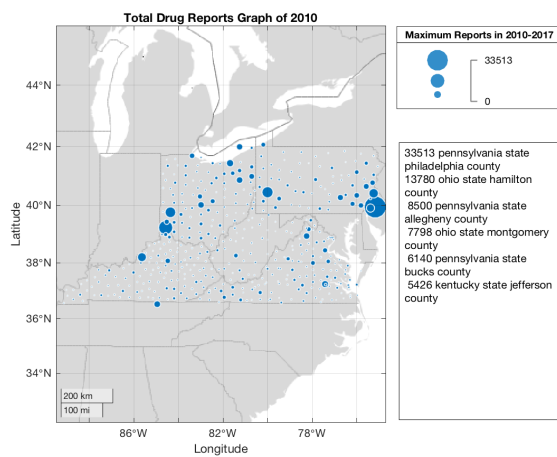 Total Drug Reports Graph of 2010
Maximum Reports in 2010-2017
33513
0
44°N
42°N
40°N
38°N
36°N
34°N
Latitude
200 km
100 mi
86°W
82°W
78°W
Longitude
33513 pennsylvania state
philadelphia county
13780 ohio state hamilton
county
8500 pennsylvania state
allegheny county
7798 ohio state montgomery
county
6140 pennsylvania state
bucks county
5426 kentucky state jefferson
county